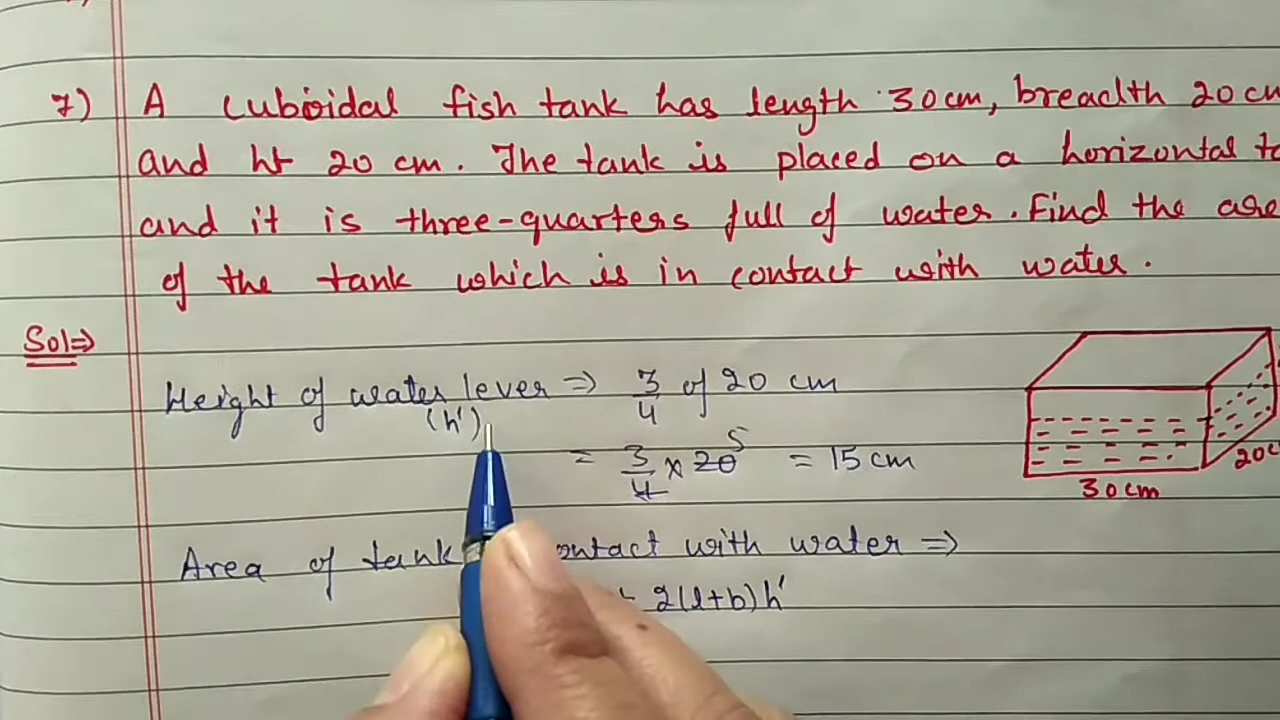 7) A cuboidal fish tank has length 30 cm, breadth 20 cm
and ht 20 cm. The tank is placed on a horizontal
and it is three-quarters full of water. Find the
of the tank which is in contact with water.
Sol⇒
Height of water lever ⇒ 3/4 of 20 cm
(h')
= 3/4 × 20 5 = 15 cm
30 cm
Area of tank contact with water ⇒
+ 2(l+b)h'